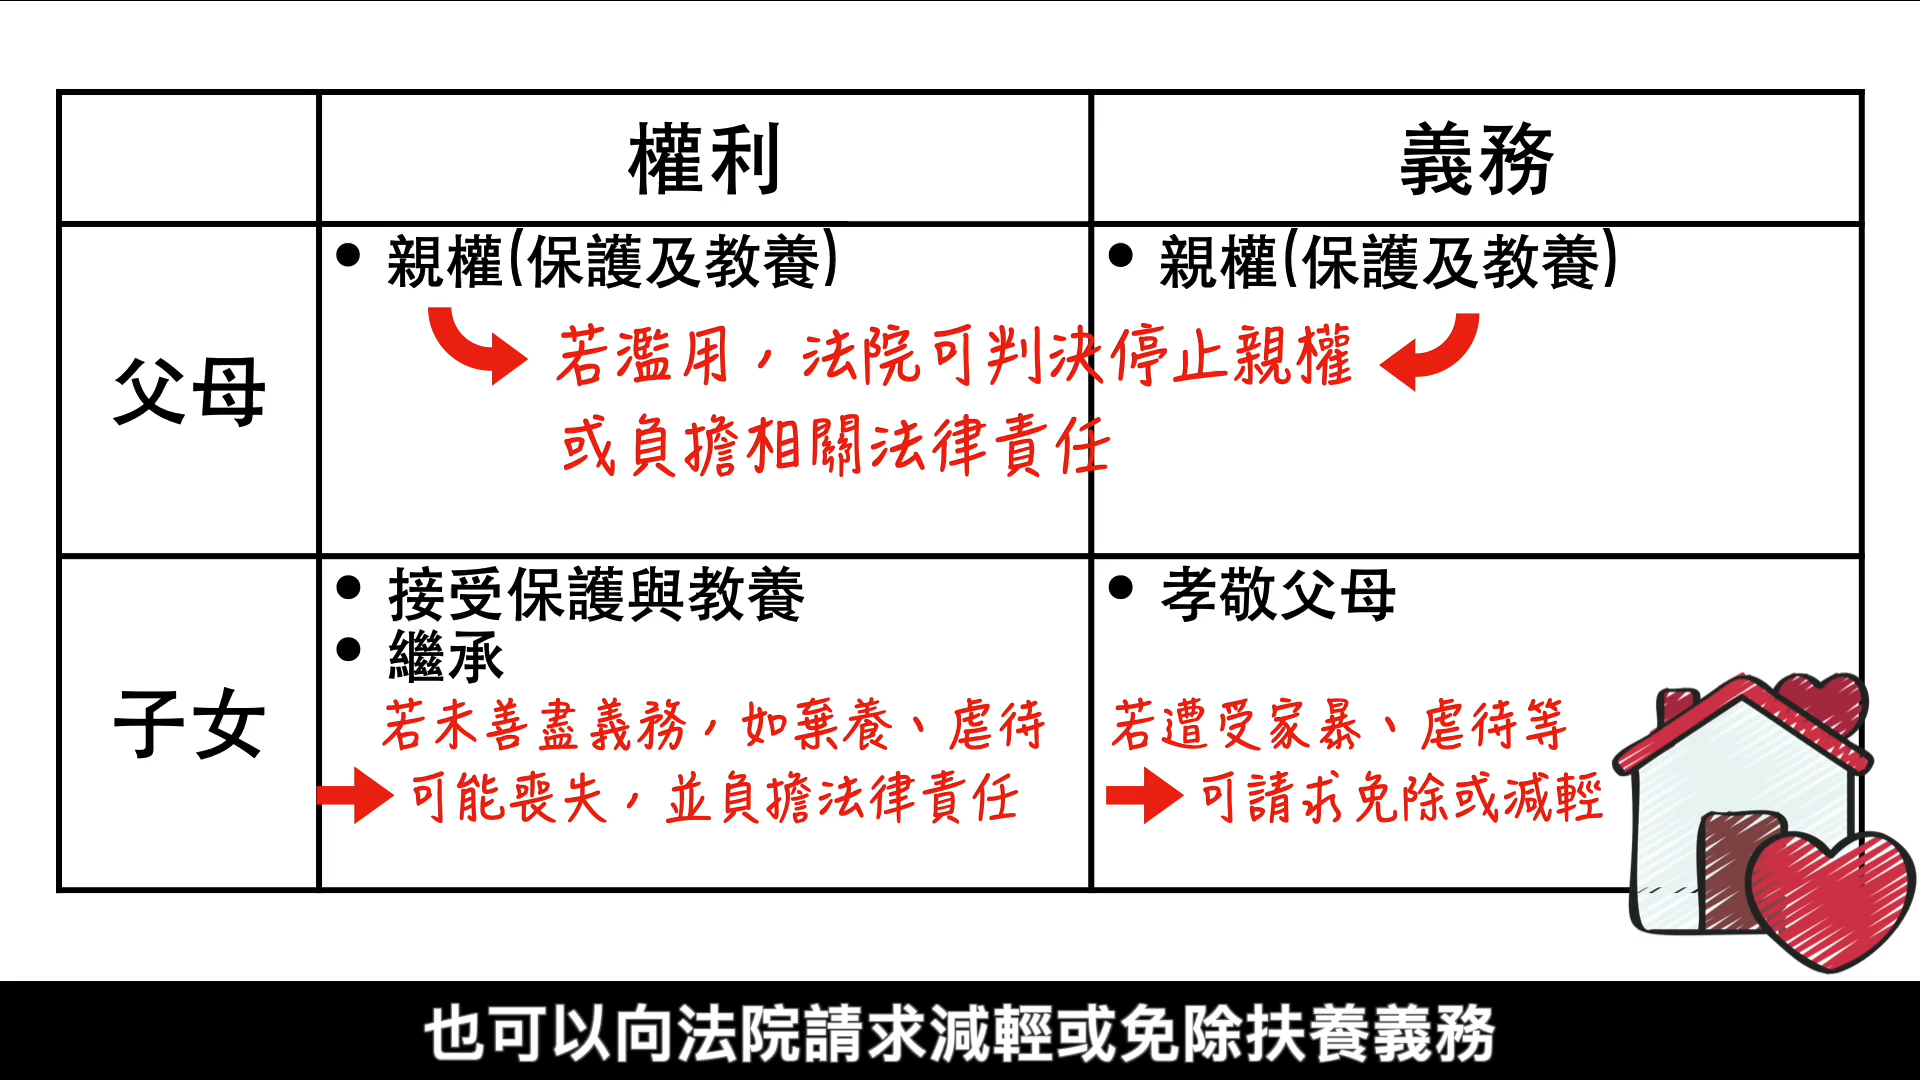 權利
義務
父母
• 親權(保護及教養)
• 親權(保護及教養)
若濫用，法院可判決停止親權
或負擔相關法律責任
子女
• 接受保護與教養
• 繼承
若未善盡義務，如棄養、虐待
可能喪失，並負擔法律責任
• 孝敬父母
若遭受家暴、虐待等
可請求免除或減輕
也可以向法院請求減輕或免除扶養義務